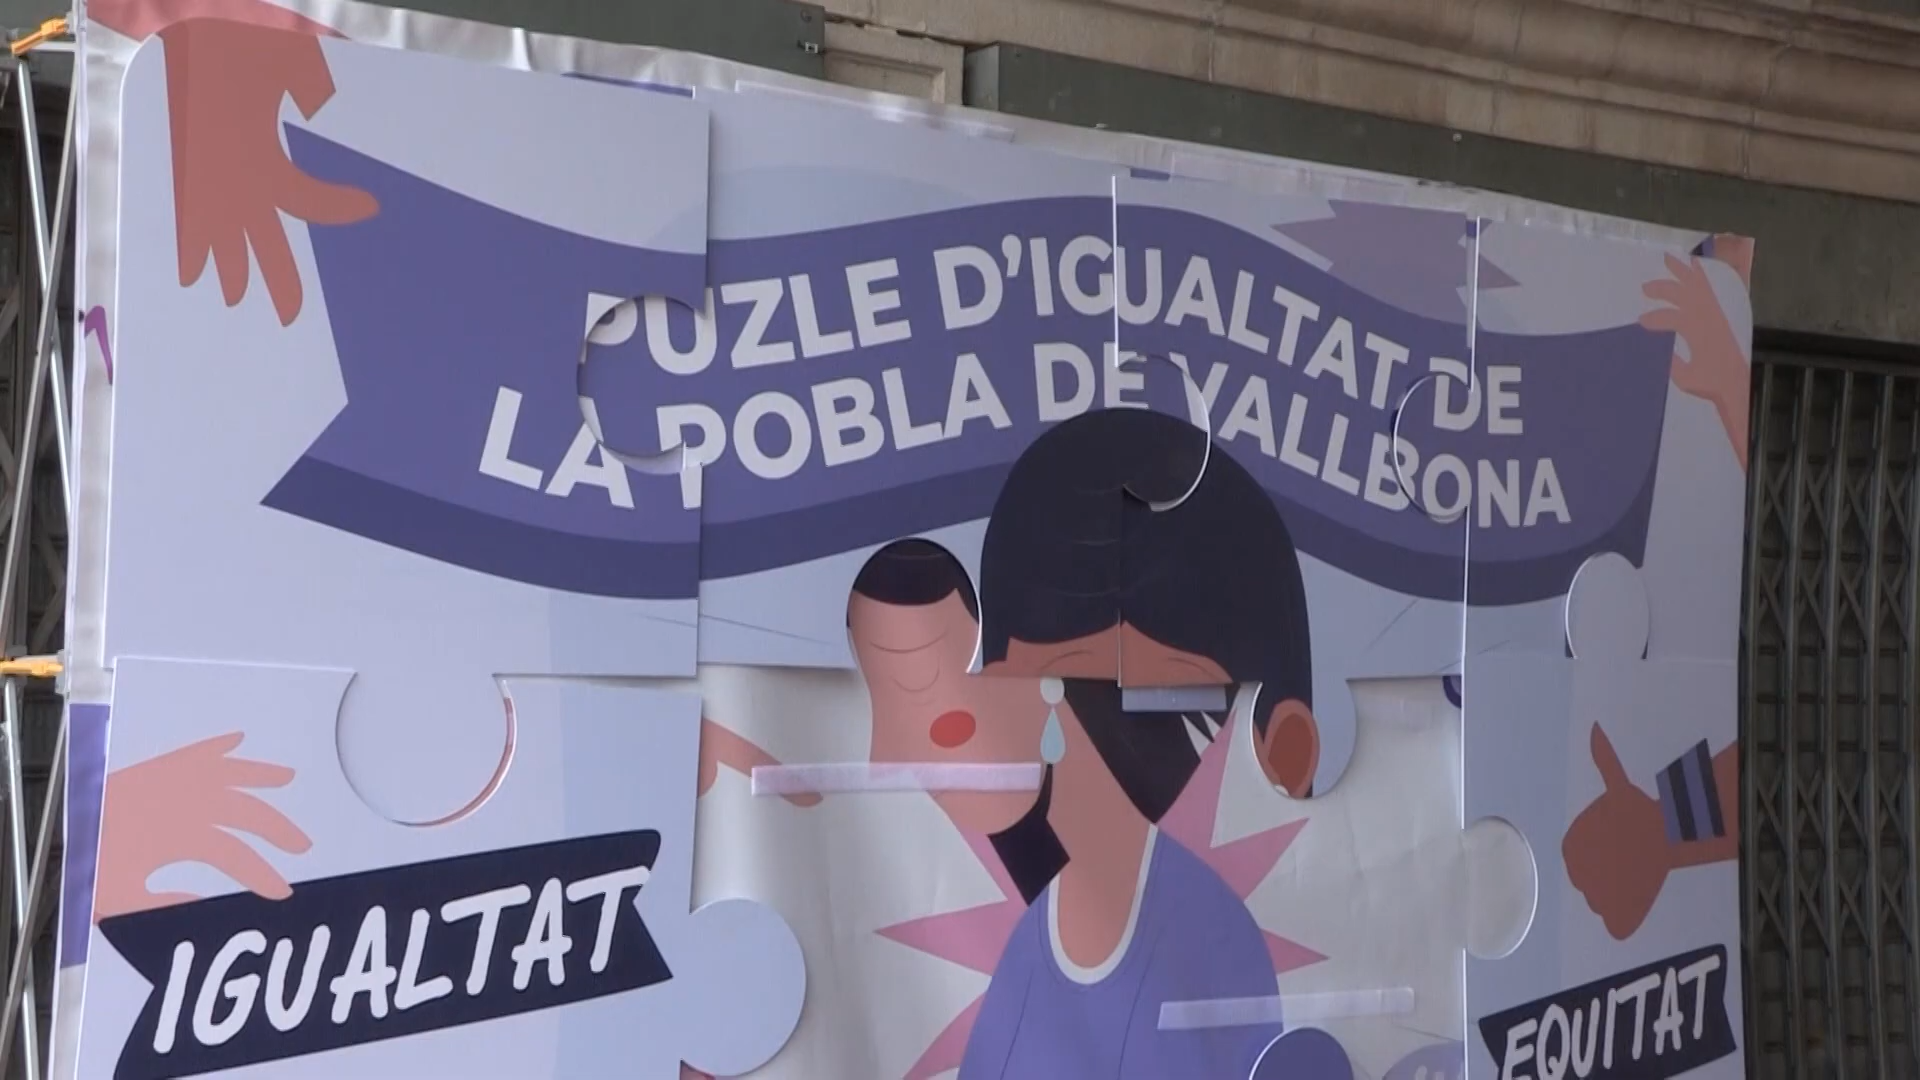 PUZLE D'IGUALTAT DE
LA POBLA DE VALLBONA
IGUALTAT
EQUITAT